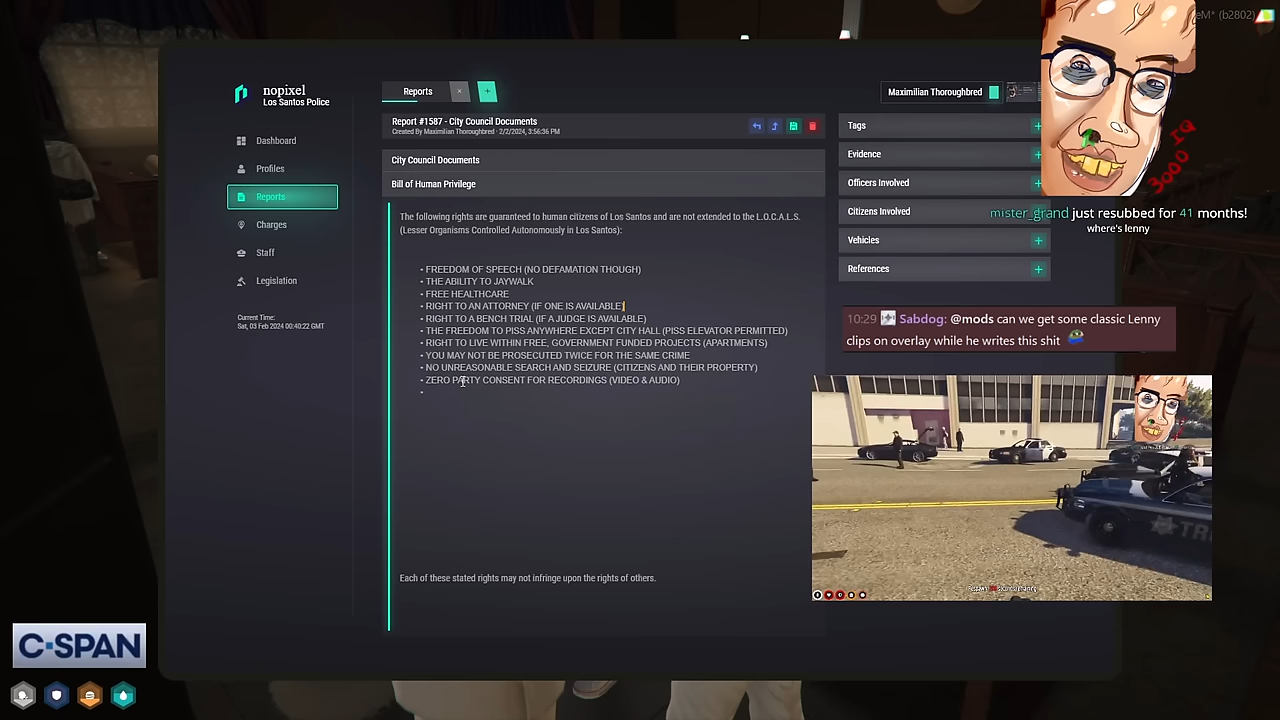 eM* (b2802)
nopixel
Los Santos Police
Reports
×
+
Maximilian Thoroughbred
Dashboard
Profiles
Reports
Charges
Staff
Legislation
Current Time:
Sat, 03 Feb 2024 00:40:22 GMT
Report #1587 - City Council Documents
Created By Maximilian Thoroughbred - 2/2/2024, 3:56:36 PM
City Council Documents
Bill of Human Privilege
The following rights are guaranteed to human citizens of Los Santos and are not extended to the L.O.C.A.L.S.
(Lesser Organisms Controlled Autonomously in Los Santos):
- FREEDOM OF SPEECH (NO DEFAMATION THOUGH)
- THE ABILITY TO JAYWALK
- FREE HEALTHCARE
- RIGHT TO AN ATTORNEY (IF ONE IS AVAILABLE)
- RIGHT TO A BENCH TRIAL (IF A JUDGE IS AVAILABLE)
- THE FREEDOM TO PISS ANYWHERE EXCEPT CITY HALL (PISS ELEVATOR PERMITTED)
- RIGHT TO LIVE WITHIN FREE, GOVERNMENT FUNDED PROJECTS (APARTMENTS)
- YOU MAY NOT BE PROSECUTED TWICE FOR THE SAME CRIME
- NO UNREASONABLE SEARCH AND SEIZURE (CITIZENS AND THEIR PROPERTY)
- ZERO PARTY CONSENT FOR RECORDINGS (VIDEO & AUDIO)
-
Each of these stated rights may not infringe upon the rights of others.
Tags
Evidence
Officers Involved
Citizens Involved
Vehicles
References
3000 IQ
mister_grand just resubbed for 41 months!
where's lenny
10:29 Sabdog: @mods can we get some classic Lenny
clips on overlay while he writes this shit
TR
C-SPAN